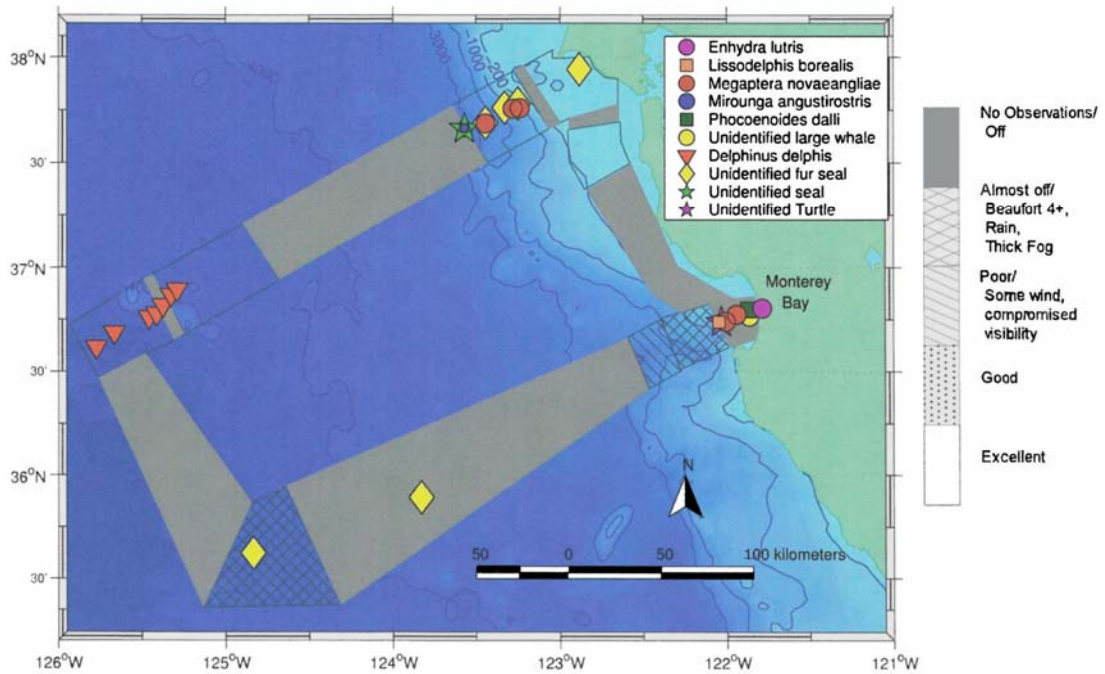 38°N
30'
37°N
30'
36°N
30'
126°W
125°W
124°W
123°W
122°W
121°W
-3000
-1000
-200
Enhydra lutris
Lissodelphis borealis
Megaptera novaeangliae
Mirounga angustirostris
Phocoenoides dalli
Unidentified large whale
Delphinus delphis
Unidentified fur seal
Unidentified seal
Unidentified Turtle
Monterey
Bay
N
50 0 50 100 kilometers
No Observations/
Off
Almost off/
Beaufort 4+,
Rain,
Thick Fog
Poor/
Some wind,
compromised
visibility
Good
Excellent